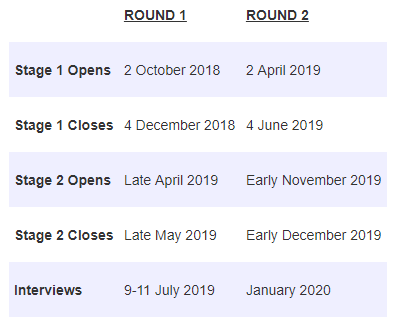 ROUND 1 ROUND 2
Stage 1 Opens 2 October 2018 2 April 2019
Stage 1 Closes 4 December 2018 4 June 2019
Stage 2 Opens Late April 2019 Early November 2019
Stage 2 Closes Late May 2019 Early December 2019
Interviews 9-11 July 2019 January 2020